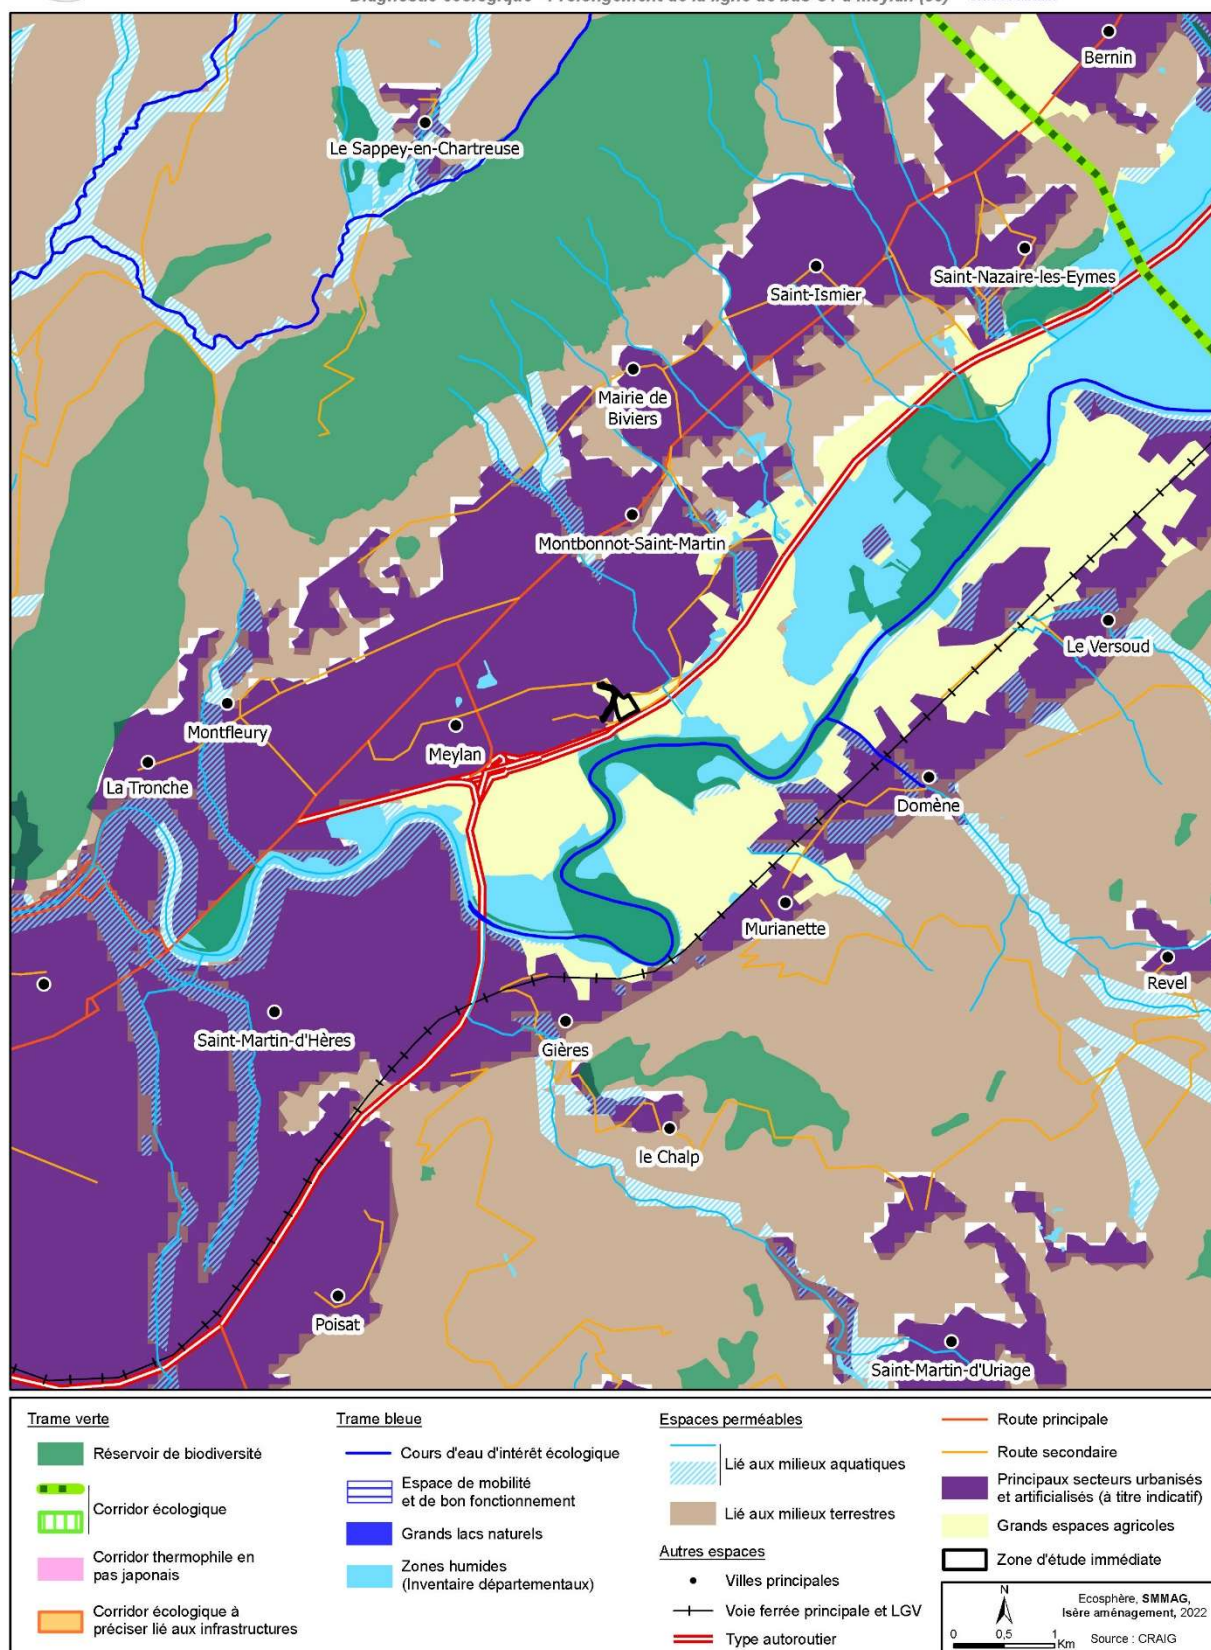 Bernin
Le Sappey-en-Chartreuse
Saint-Nazaire-les-Eymes
Saint-Ismier
Mairie de
Biviers
Montbonnot-Saint-Martin
Le Versoud
Montfleury
Meylan
La Tronche
Domène
Murianette
Revel
Saint-Martin-d'Hères
Gières
le Chalp
Poisat
Saint-Martin-d'Uriage
Trame verte
Réservoir de biodiversité
Corridor écologique
Corridor thermophile en
pas japonais
Corridor écologique à
préciser lié aux infrastructures
Trame bleue
Cours d'eau d'intérêt écologique
Espace de mobilité
et de bon fonctionnement
Grands lacs naturels
Zones humides
(Inventaire départementaux)
Espaces perméables
Lié aux milieux aquatiques
Lié aux milieux terrestres
Autres espaces
Villes principales
Voie ferrée principale et LGV
Type autoroutier
Route principale
Route secondaire
Principaux secteurs urbanisés
et artificialisés (à titre indicatif)
Grands espaces agricoles
Zone d'étude immédiate
N
0 0,5 1
Km
Ecosphère, SMMAG,
Isère aménagement, 2022
Source : CRAIG